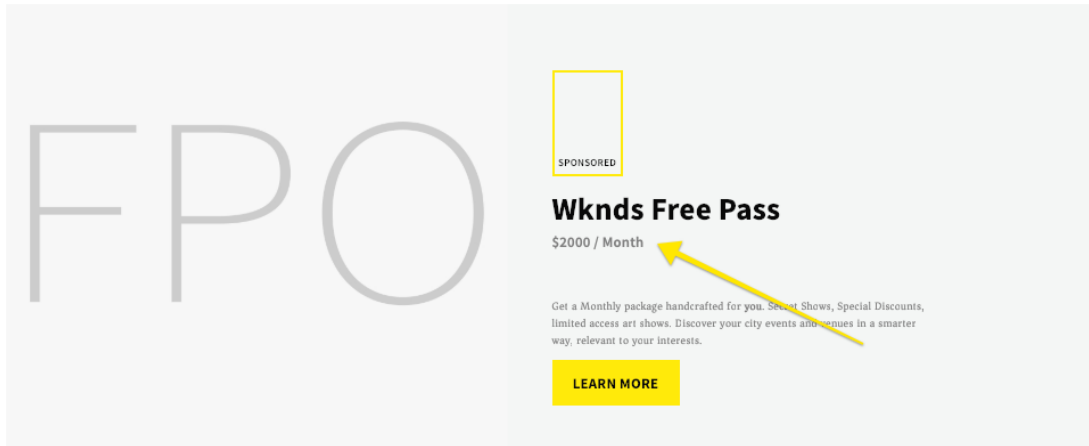 FPO
SPONSORED
Wknds Free Pass
$2000 / Month
Get a Monthly package handcrafted for you. Secret Shows, Special Discounts,
limited access art shows. Discover your city events and venues in a smarter
way, relevant to your interests.
LEARN MORE